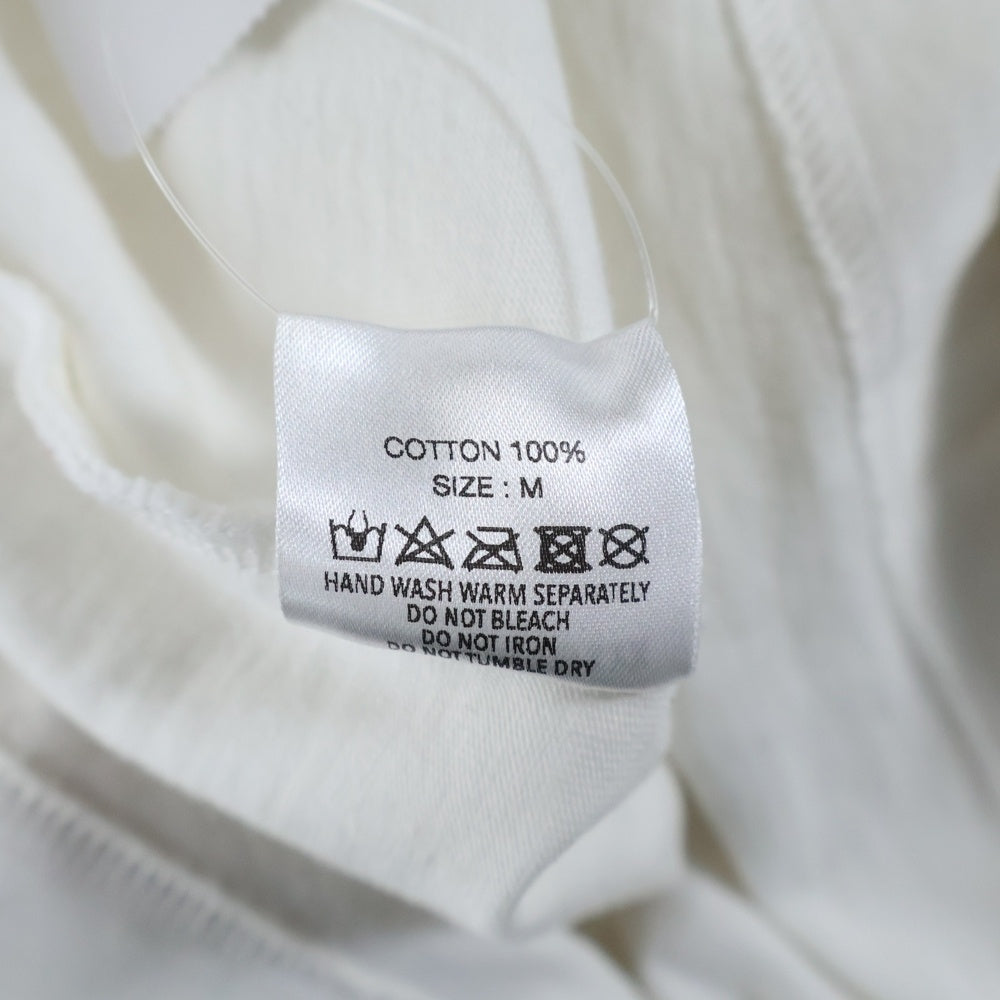 COTTON 100%
SIZE : M
HAND WASH WARM SEPARATELY
DO NOT BLEACH
DO NOT IRON
DO NOT TUMBLE DRY